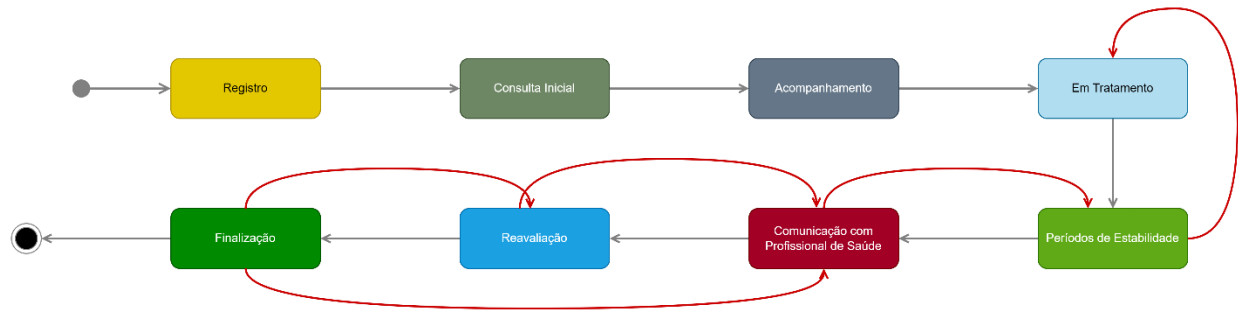 Registro
Consulta Inicial
Acompanhamento
Em Tratamento
Finalização
Reavaliação
Comunicação com
Profissional de Saúde
Períodos de Estabilidade